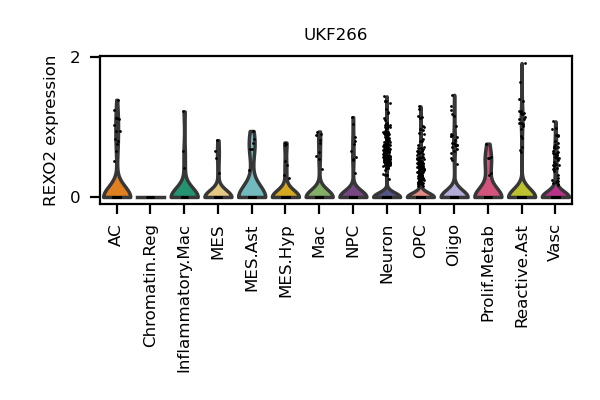 UKF266
REXO2 expression
2
0
AC
Chromatin.Reg
Inflammatory.Mac
MES
MES.Ast
MES.Hyp
Mac
NPC
Neuron
OPC
Oligo
Prolif.Metab
Reactive.Ast
Vasc